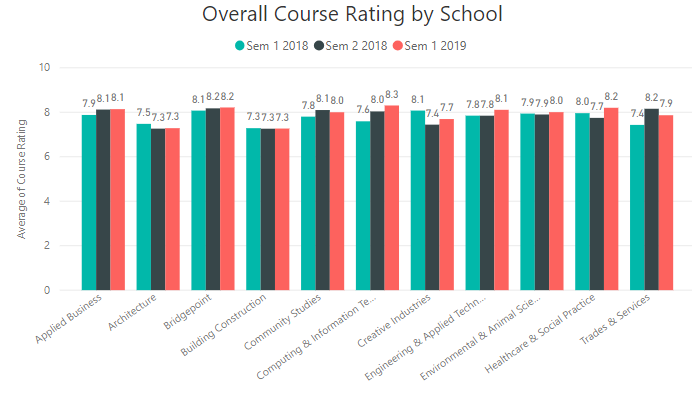 Overall Course Rating by School
Sem 1 2018 Sem 2 2018 Sem 1 2019
Average of Course Rating
10
8
6
4
2
0
7.9 8.1 8.1
7.5 7.3 7.3
8.1 8.2 8.2
7.3 7.3 7.3
7.8 8.1 8.0
7.6 8.0 8.3
8.1 7.4 7.7
7.8 7.8 8.1
7.9 7.9 8.0
8.0 7.7 8.2
7.4 8.2 7.9
Applied Business
Architecture
Bridgepoint
Building Construction
Community Studies
Computing & Information Te...
Creative Industries
Engineering & Applied Techn...
Environmental & Animal Scie...
Healthcare & Social Practice
Trades & Services